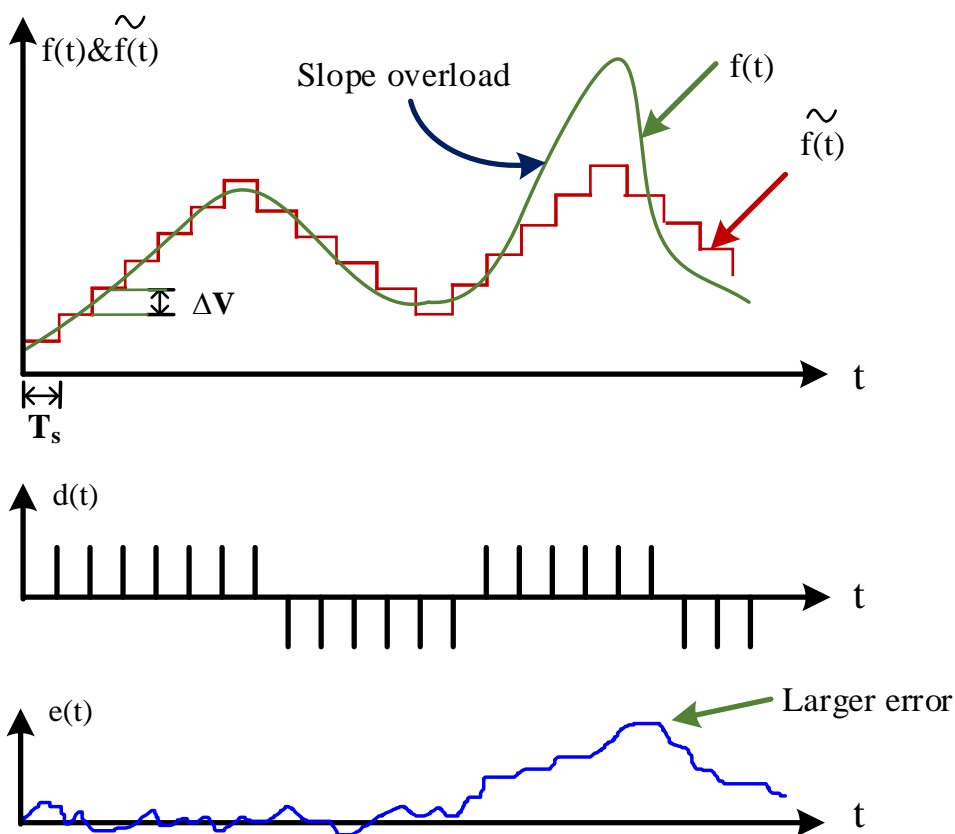 f(t)&f̃(t)
Slope overload
f(t)
f̃(t)
ΔV
t
Ts
d(t)
t
e(t)
Larger error
t